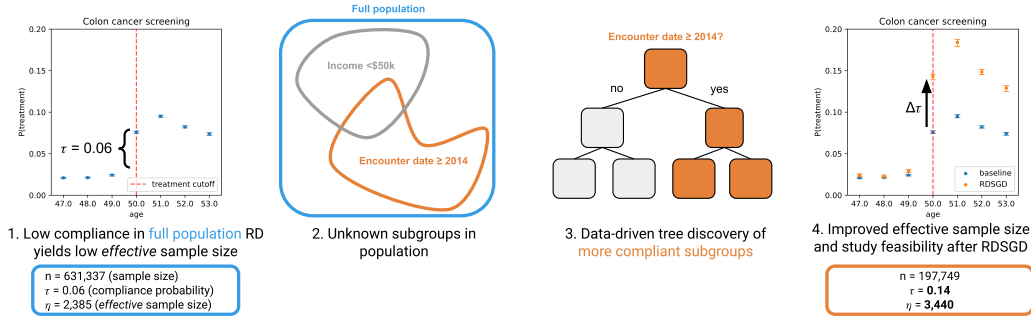 Colon cancer screening
0.20
0.15
0.10
0.05
0.00
P(treatment)
τ = 0.06
treatment cutoff
47.0 48.0 49.0 50.0 51.0 52.0 53.0
age
1. Low compliance in full population RD
yields low effective sample size
n = 631,337 (sample size)
τ = 0.06 (compliance probability)
η = 2,385 (effective sample size)
Full population
Income <$50k
Encounter date ≥ 2014
2. Unknown subgroups in
population
Encounter date ≥ 2014?
no
yes
3. Data-driven tree discovery of
more compliant subgroups
Colon cancer screening
0.20
0.15
0.10
0.05
0.00
P(treatment)
Δτ
baseline
RDSGD
47.0 48.0 49.0 50.0 51.0 52.0 53.0
age
4. Improved effective sample size
and study feasibility after RDSGD
n = 197,749
τ = 0.14
η = 3,440